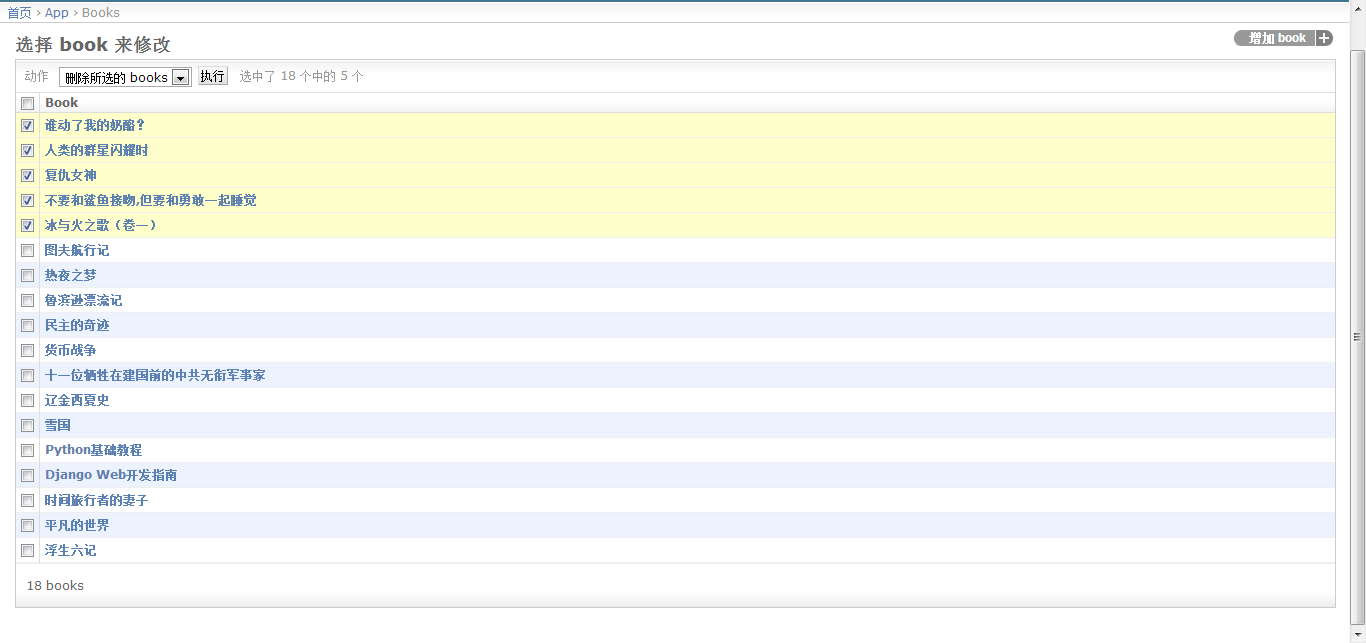 首页 › App › Books
选择 book 来修改
增加 book
动作 删除所选的 books 执行 选中了 18 个中的 5 个
Book
谁动了我的奶酪?
人类的群星闪耀时
复仇女神
不要和鲨鱼接吻,但要和勇敢一起睡觉
冰与火之歌（卷一）
图夫航行记
热夜之梦
鲁滨逊漂流记
民主的奇迹
货币战争
十一位牺牲在建国前的中共无衔军事家
辽金西夏史
雪国
Python基础教程
Django Web开发指南
时间旅行者的妻子
平凡的世界
浮生六记
18 books